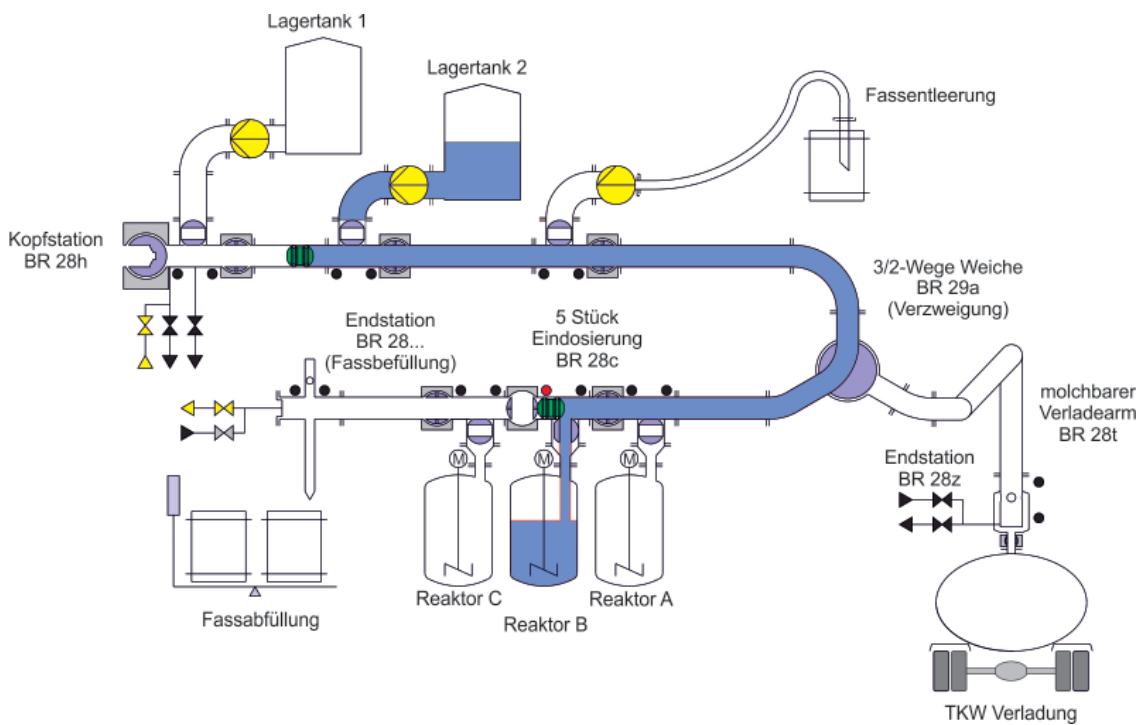 Lagertank 1
Lagertank 2
Fassentleerung
Kopfstation
BR 28h
3/2-Wege Weiche
BR 29a
(Verzweigung)
Endstation
BR 28...
(Fassbefüllung)
5 Stück
Eindosierung
BR 28c
molchbarer
Verladearm
BR 28t
Endstation
BR 28z
M
M
M
Reaktor C
Reaktor B
Reaktor A
Fassabfüllung
TKW Verladung